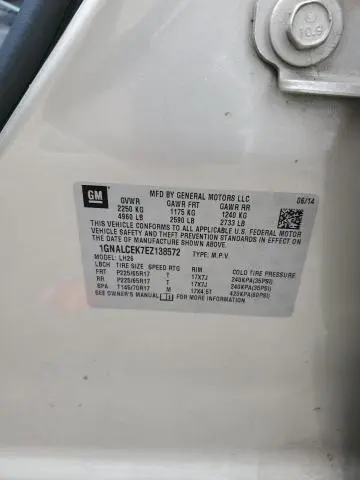 10.9
GM
MFD BY GENERAL MOTORS LLC 06/14
GVWR GAWR FRT GAWR RR
2250 KG 1175 KG 1240 KG
4960 LB 2590 LB 2733 LB
THIS VEHICLE CONFORMS TO ALL APPLICABLE U.S. FEDERAL MOTOR
VEHICLE SAFETY, BUMPER, AND THEFT PREVENTION STANDARDS
IN EFFECT ON THE DATE OF MANUFACTURE SHOWN ABOVE.
1GNALCEK7EZ138572 TYPE: M.P.V.
MODEL: LH26
LBCH TIRE SIZE SPEED RTG RIM COLD TIRE PRESSURE
FRT P225/65R17 T 17X7J 240KPA(35PSI)
RR P225/65R17 T 17X7J 240KPA(35PSI)
SPA T145/70R17 M 17X4.5T 420KPA(60PSI)
SEE OWNER'S MANUAL FOR ADDITIONAL INFORMATION.